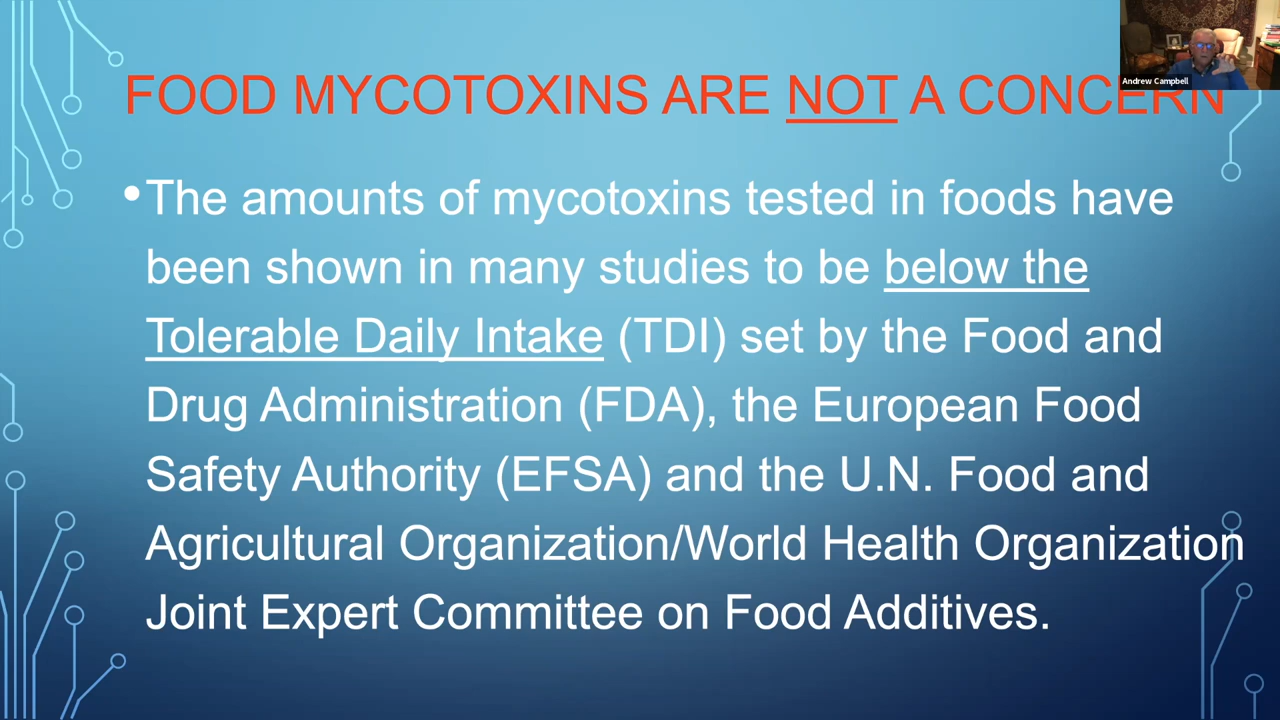 FOOD MYCOTOXINS ARE NOT A CONCERN
Andrew Campbell
•The amounts of mycotoxins tested in foods have
been shown in many studies to be below the
Tolerable Daily Intake (TDI) set by the Food and
Drug Administration (FDA), the European Food
Safety Authority (EFSA) and the U.N. Food and
Agricultural Organization/World Health Organization
Joint Expert Committee on Food Additives.